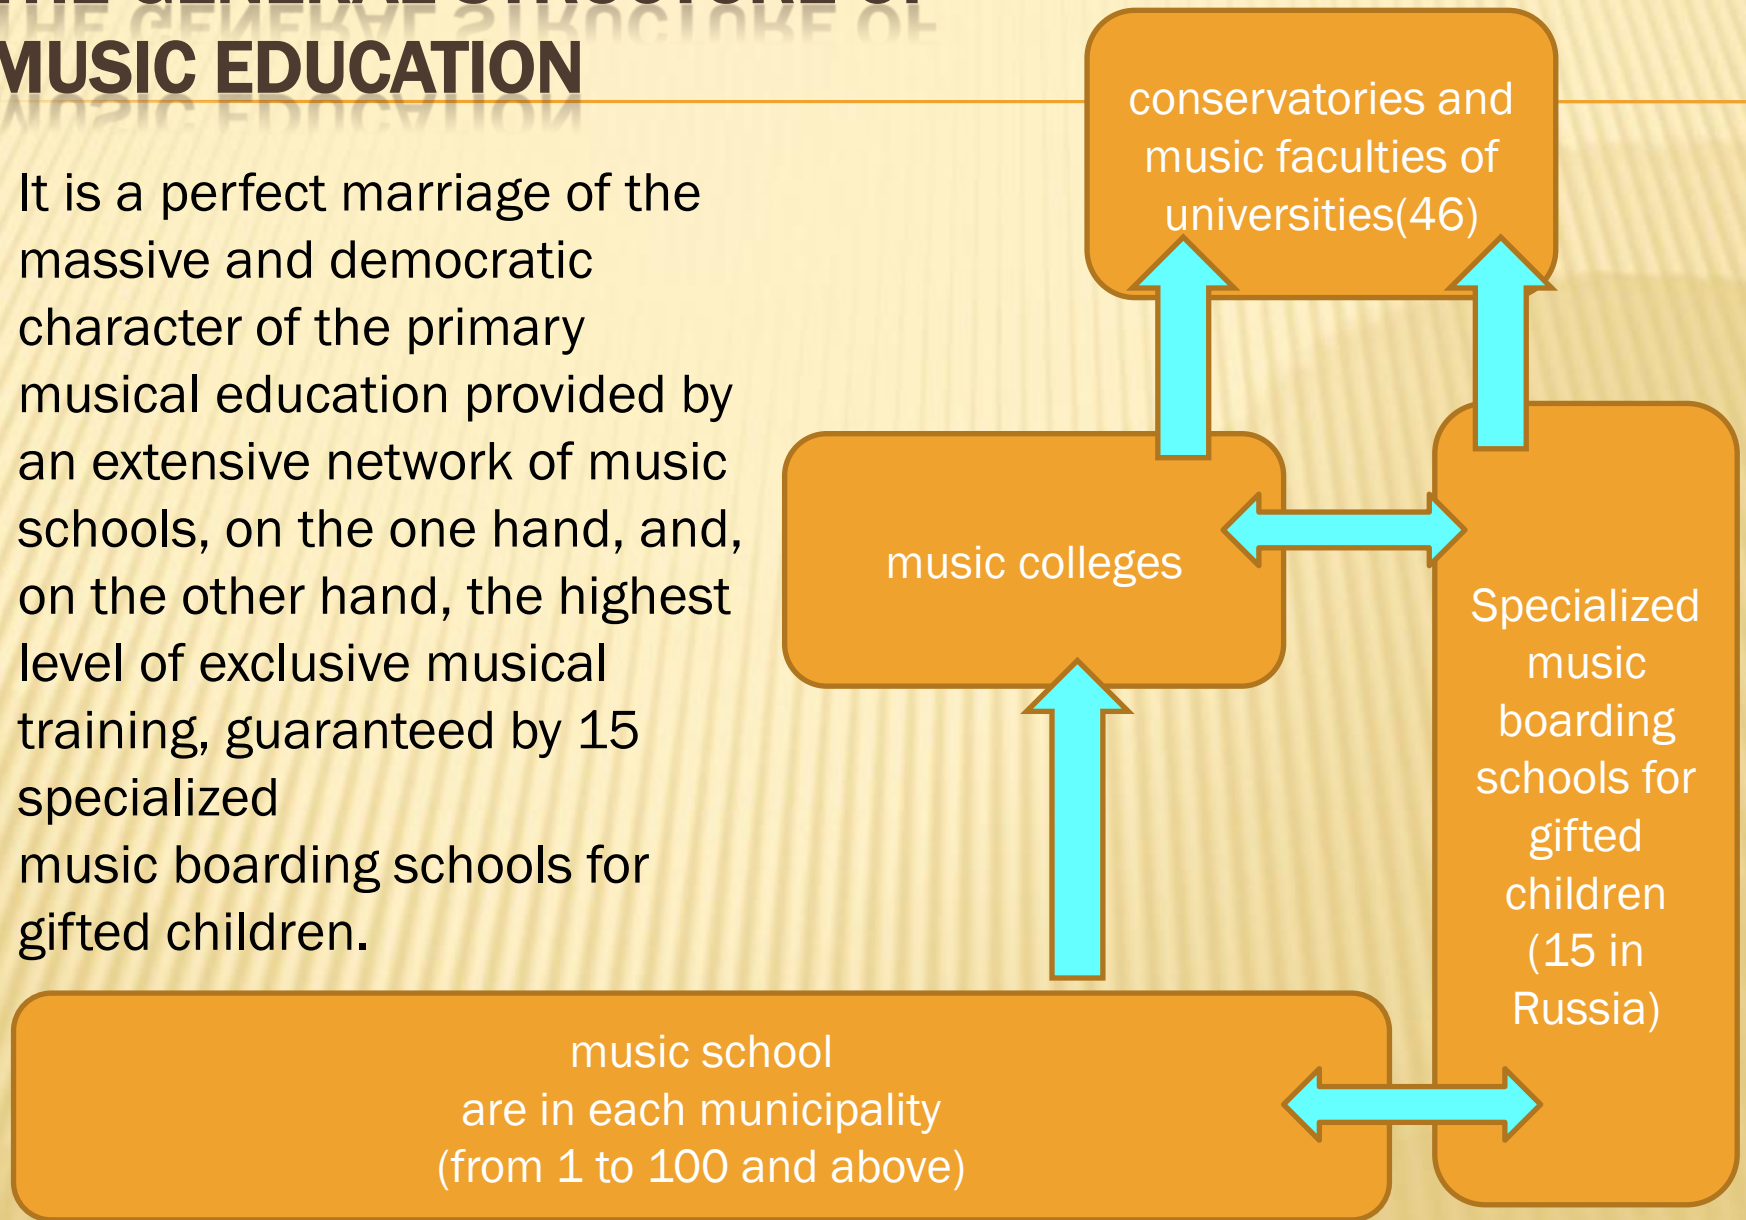 THE GENERAL STRUCTURE OF
MUSIC EDUCATION
It is a perfect marriage of the
massive and democratic
character of the primary
musical education provided by
an extensive network of music
schools, on the one hand, and,
on the other hand, the highest
level of exclusive musical
training, guaranteed by 15
specialized
music boarding schools for
gifted children.
conservatories and
music faculties of
universities(46)
music colleges
Specialized
music
boarding
schools for
gifted
children
(15 in
Russia)
music school
are in each municipality
(from 1 to 100 and above)